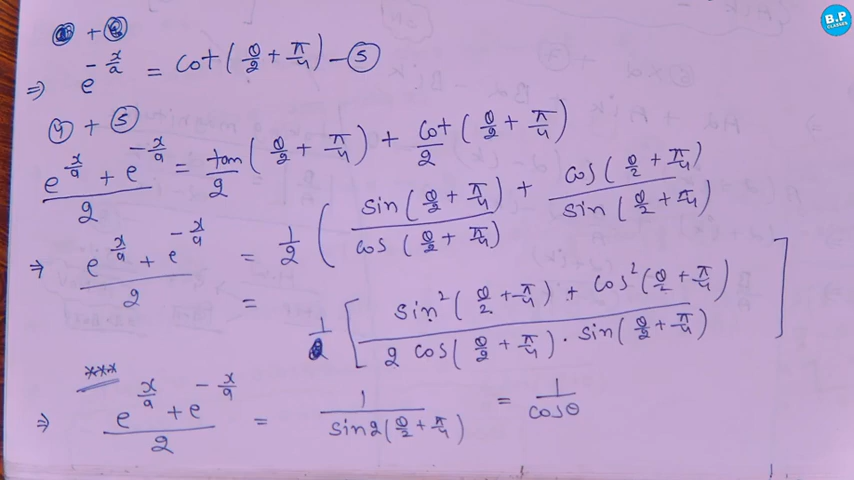 B.P
CLASSES
+
⇒ e^{-x/a} = cot(θ/2 + π/4) - ⑤
④ + ⑤
(e^{x/a} + e^{-x/a})/2 = tan/2 (θ/2 + π/4) + cot/2 (θ/2 + π/4)
⇒ (e^{x/a} + e^{-x/a})/2 = 1/2 ( sin(θ/2 + π/4)/cos(θ/2 + π/4) + cos(θ/2 + π/4)/sin(θ/2 + π/4)
= 1/ [ (sin²(θ/2 + π/4) + cos²(θ/2 + π/4))/(2 cos(θ/2 + π/4) · sin(θ/2 + π/4)) ]
***
⇒ (e^{x/a} + e^{-x/a})/2 = 1/(sin2(θ/2 + π/4)) = 1/cosθ